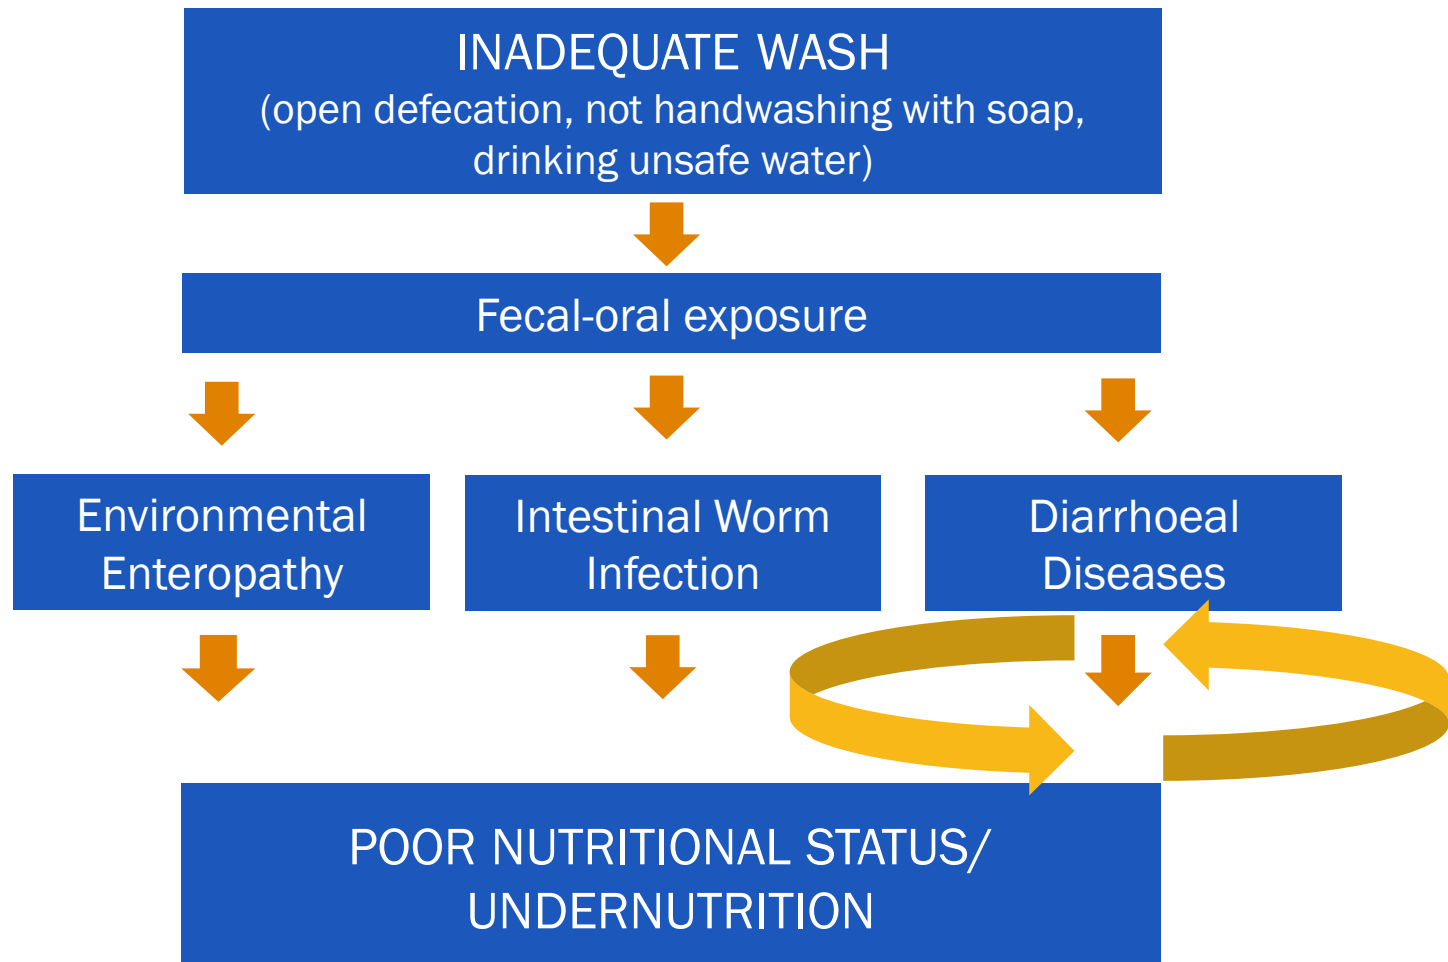 INADEQUATE WASH
(open defecation, not handwashing with soap,
drinking unsafe water)
Fecal-oral exposure
Environmental
Enteropathy
Intestinal Worm
Infection
Diarrhoeal
Diseases
POOR NUTRITIONAL STATUS/
UNDERNUTRITION